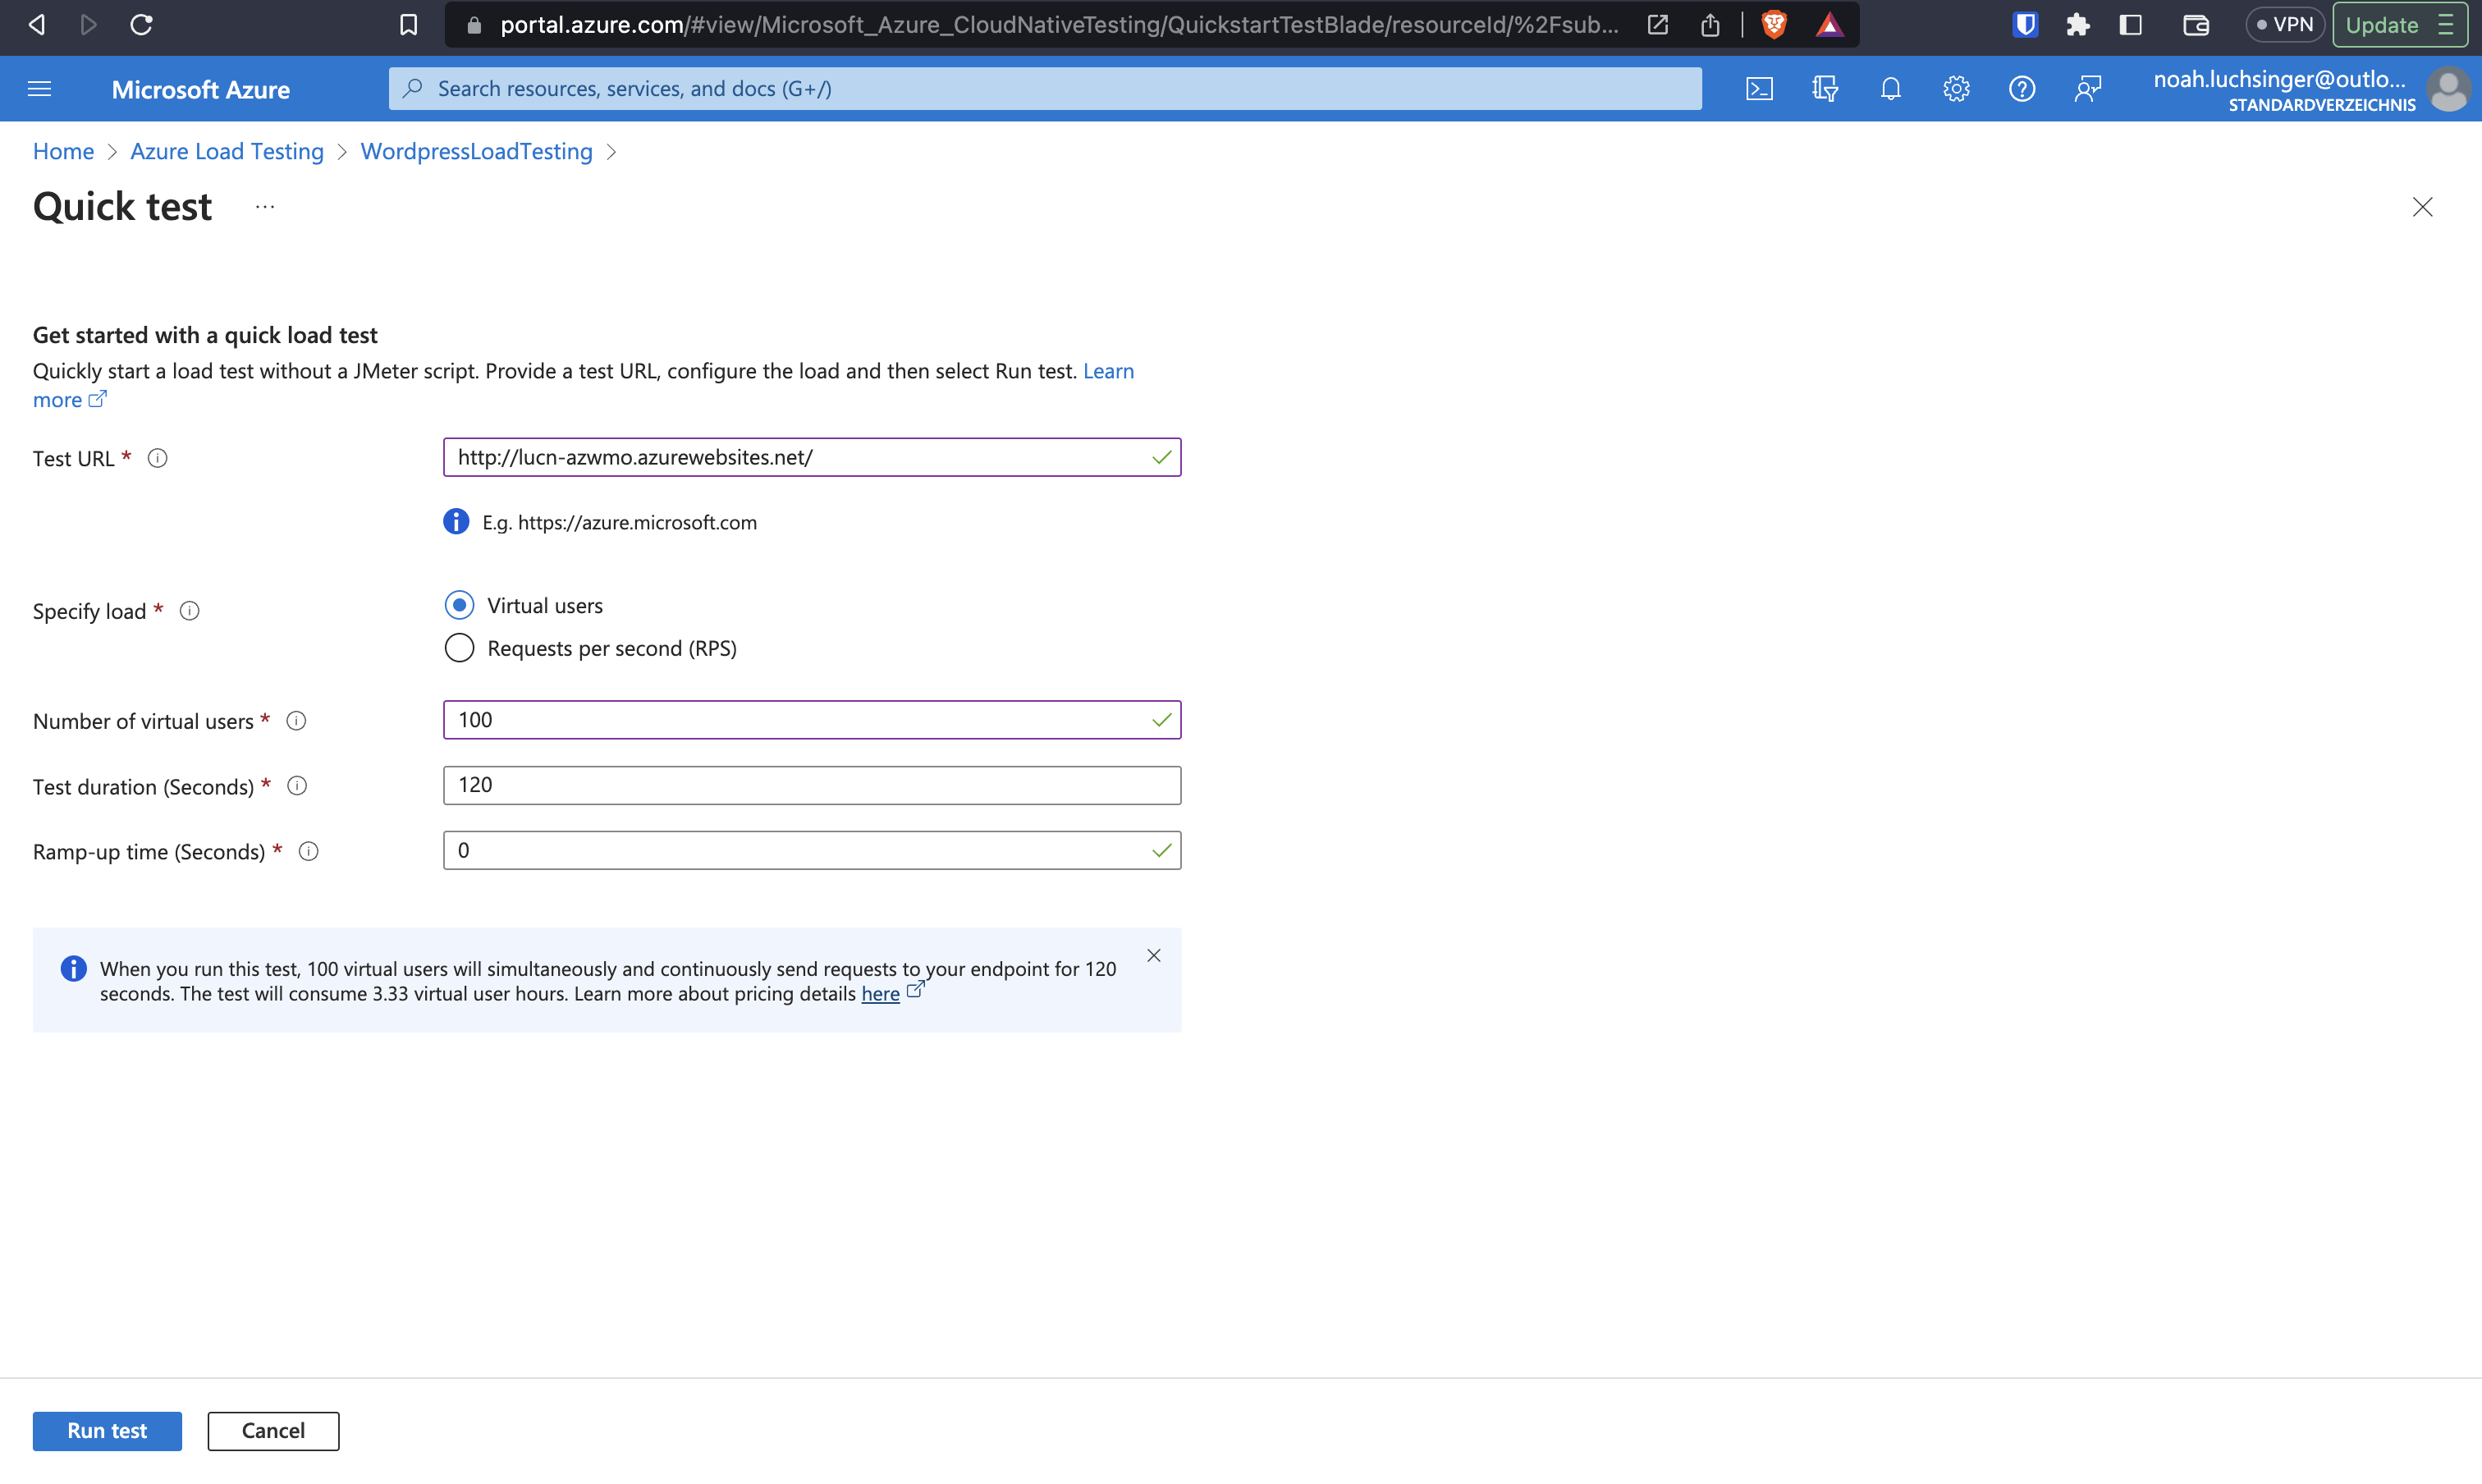 portal.azure.com/#view/Microsoft_Azure_CloudNativeTesting/QuickstartTestBlade/resourceId/%2Fsub...
VPN
Update
Microsoft Azure
Search resources, services, and docs (G+/)
noah.luchsinger@outlo...
STANDARDVERZEICHNIS
Home > Azure Load Testing > WordpressLoadTesting >
Quick test ...
Get started with a quick load test
Quickly start a load test without a JMeter script. Provide a test URL, configure the load and then select Run test. Learn
more
Test URL *
http://lucn-azwmo.azurewebsites.net/
E.g. https://azure.microsoft.com
Specify load *
Virtual users
Requests per second (RPS)
Number of virtual users *
100
Test duration (Seconds) *
120
Ramp-up time (Seconds) *
0
When you run this test, 100 virtual users will simultaneously and continuously send requests to your endpoint for 120
seconds. The test will consume 3.33 virtual user hours. Learn more about pricing details here
Run test
Cancel